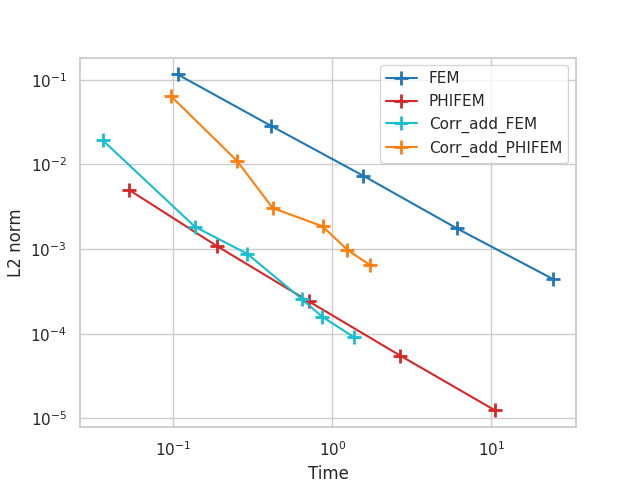 10⁻¹
10⁻²
10⁻³
10⁻⁴
10⁻⁵
L2 norm
FEM
PHIFEM
Corr_add_FEM
Corr_add_PHIFEM
10⁻¹ 10⁰ 10¹
Time